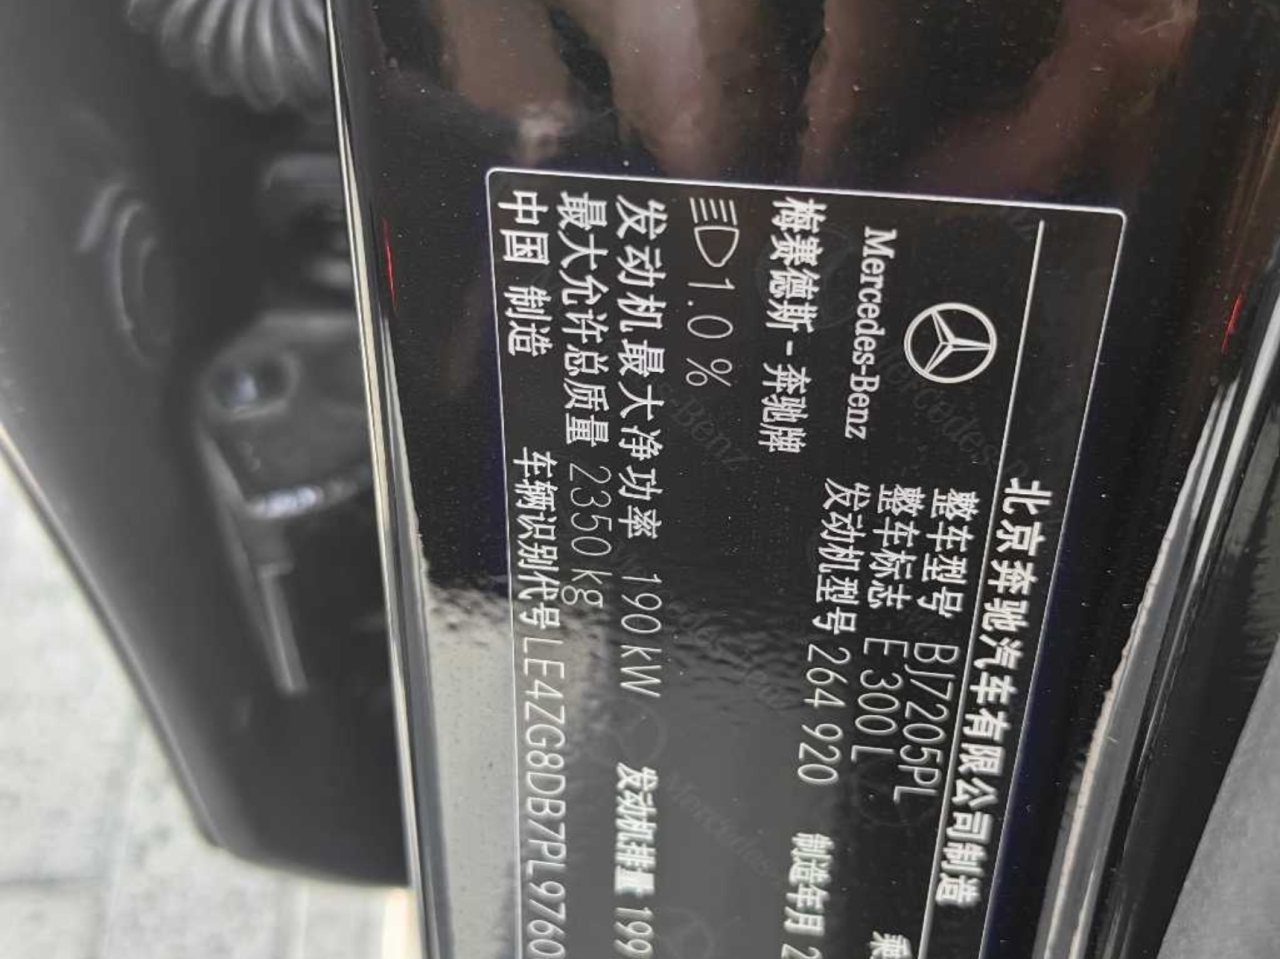 北京奔驰汽车有限公司制造
整车型号 BJ7205PL
乘
整车标志 E 300 L
Mercedes-Benz
发动机型号 264 920
制造年月 2
梅赛德斯-奔驰牌
1.0 %
发动机最大净功率 190 kW
发动机排量 199
最大允许总质量 2350 kg
中国 制造
车辆识别代号 LE4ZG8DB7PL9760